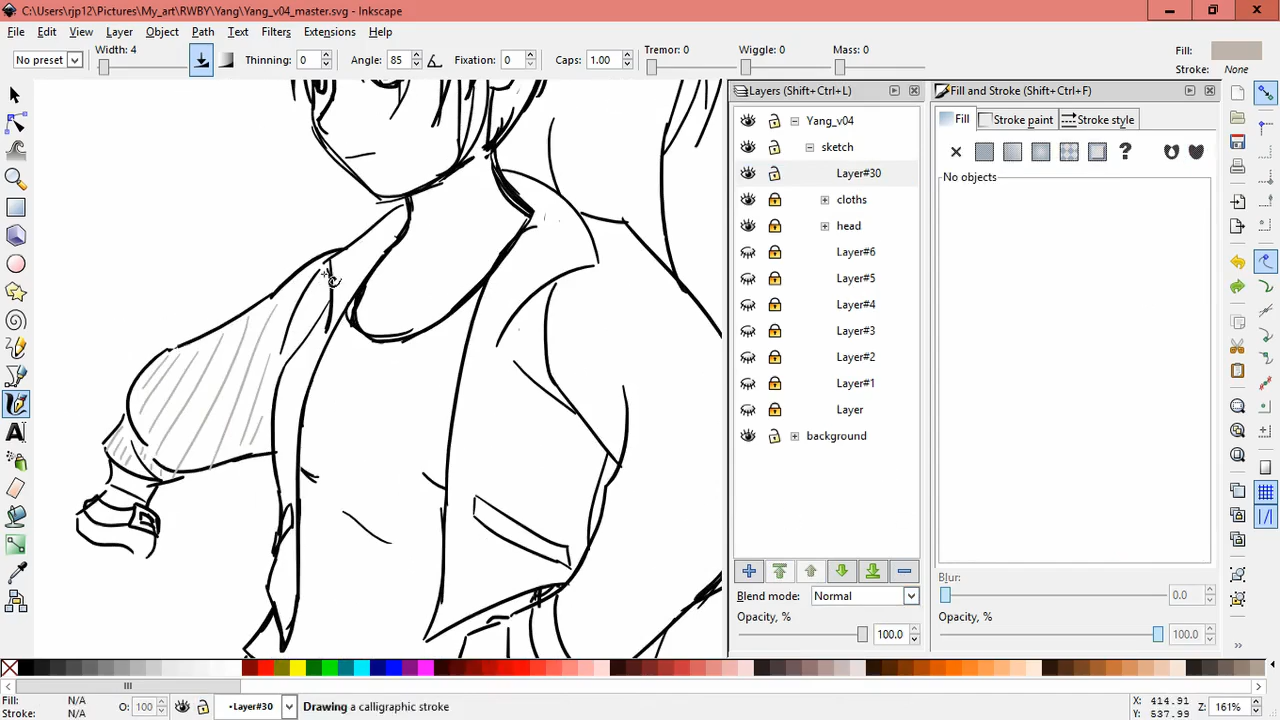 C:\Users\rjp12\Pictures\My_art\RWBY\Yang\Yang_v04_master.svg - Inkscape
File Edit View Layer Object Path Text Filters Extensions Help
No preset Width: 4 Thinning: 0 Angle: 85 Fixation: 0 Caps: 1.00 Tremor: 0 Wiggle: 0 Mass: 0 Fill:
Stroke: None
Layers (Shift+Ctrl+L)
Yang_v04
sketch
Layer#30
cloths
head
Layer#6
Layer#5
Layer#4
Layer#3
Layer#2
Layer#1
Layer
background
Blend mode: Normal
Opacity, % 100.0
Fill and Stroke (Shift+Ctrl+F)
Fill Stroke paint Stroke style
?
No objects
Blur:
0.0
Opacity, %
100.0
Fill: N/A
Stroke: N/A
O: 100
•Layer#30
Drawing a calligraphic stroke
X: 414.91
Y: 537.99
Z: 161%